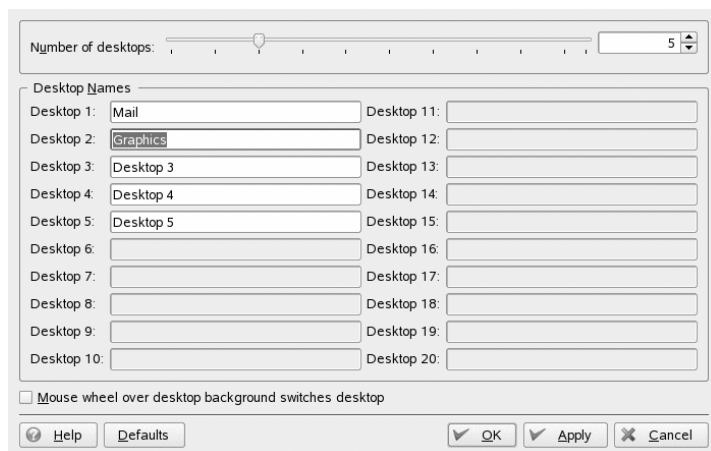 Number of desktops: 5
Desktop Names
Desktop 1: Mail Desktop 11:
Desktop 2: Graphics Desktop 12:
Desktop 3: Desktop 3 Desktop 13:
Desktop 4: Desktop 4 Desktop 14:
Desktop 5: Desktop 5 Desktop 15:
Desktop 6: Desktop 16:
Desktop 7: Desktop 17:
Desktop 8: Desktop 18:
Desktop 9: Desktop 19:
Desktop 10: Desktop 20:
Mouse wheel over desktop background switches desktop
Help Defaults OK Apply Cancel